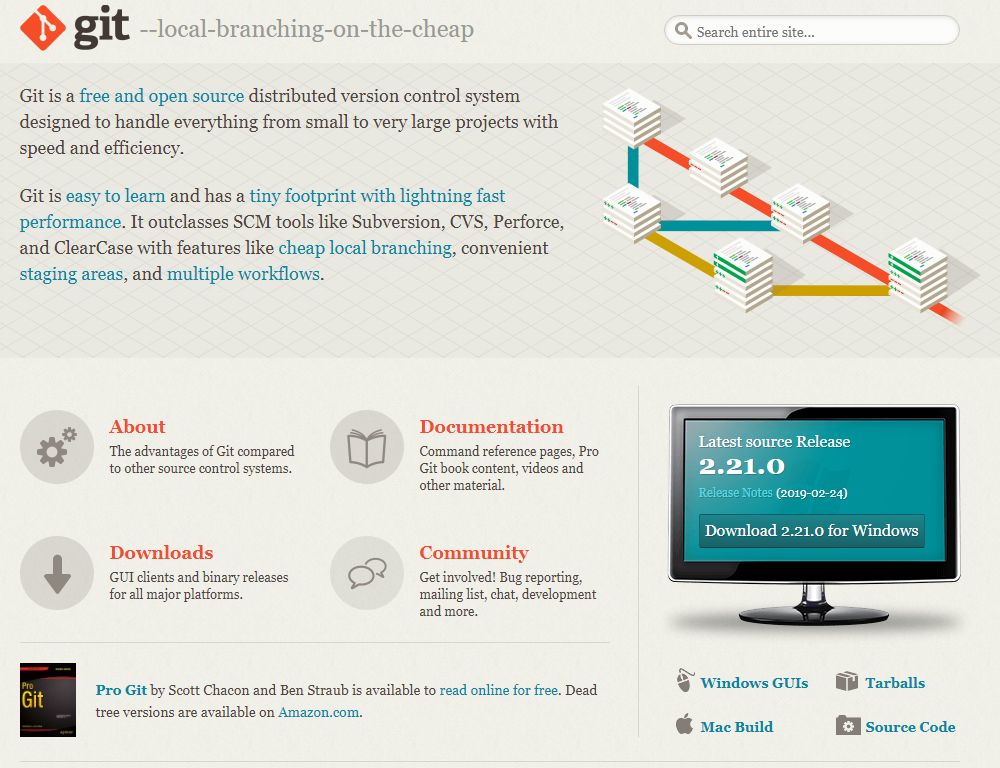 git --local-branching-on-the-cheap
Search entire site...
Git is a free and open source distributed version control system
designed to handle everything from small to very large projects with
speed and efficiency.
Git is easy to learn and has a tiny footprint with lightning fast
performance. It outclasses SCM tools like Subversion, CVS, Perforce,
and ClearCase with features like cheap local branching, convenient
staging areas, and multiple workflows.
About
The advantages of Git compared
to other source control systems.
Documentation
Command reference pages, Pro
Git book content, videos and
other material.
Downloads
GUI clients and binary releases
for all major platforms.
Community
Get involved! Bug reporting,
mailing list, chat, development
and more.
Pro
Git
Pro Git by Scott Chacon and Ben Straub is available to read online for free. Dead
tree versions are available on Amazon.com.
Latest source Release
2.21.0
Release Notes (2019-02-24)
Download 2.21.0 for Windows
Windows GUIs
Tarballs
Mac Build
Source Code